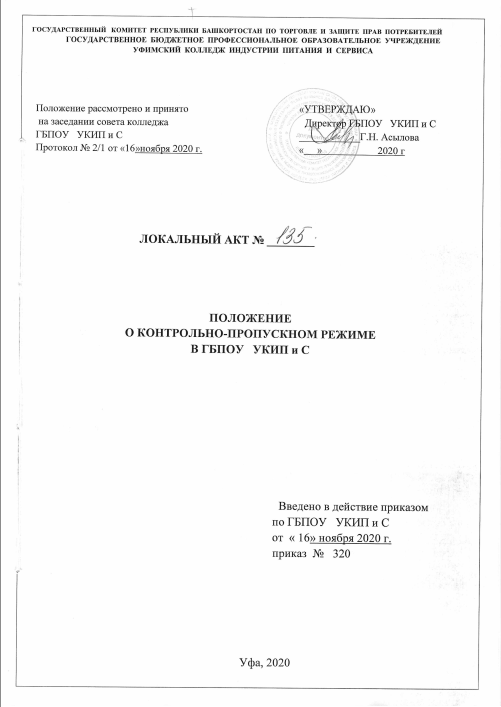 ГОСУДАРСТВЕННЫЙ КОМИТЕТ РЕСПУБЛИКИ БАШКОРТОСТАН ПО ТОРГОВЛЕ И ЗАЩИТЕ ПРАВ ПОТРЕБИТЕЛЕЙ
ГОСУДАРСТВЕННОЕ БЮДЖЕТНОЕ ПРОФЕССИОНАЛЬНОЕ ОБРАЗОВАТЕЛЬНОЕ УЧРЕЖДЕНИЕ
УФИМСКИЙ КОЛЛЕДЖ ИНДУСТРИИ ПИТАНИЯ И СЕРВИСА
Положение рассмотрено и принято
на заседании совета колледжа
ГБПОУ УКИП и С
Протокол № 2/1 от «16»ноября 2020 г.
«УТВЕРЖДАЮ»
Директор ГБПОУ УКИП и С
Г.Н. Асылова
« » 2020 г
ЛОКАЛЬНЫЙ АКТ № 135
ПОЛОЖЕНИЕ
О КОНТРОЛЬНО-ПРОПУСКНОМ РЕЖИМЕ
В ГБПОУ УКИП и С
Введено в действие приказом
по ГБПОУ УКИП и С
от « 16» ноября 2020 г.
приказ № 320
Уфа, 2020